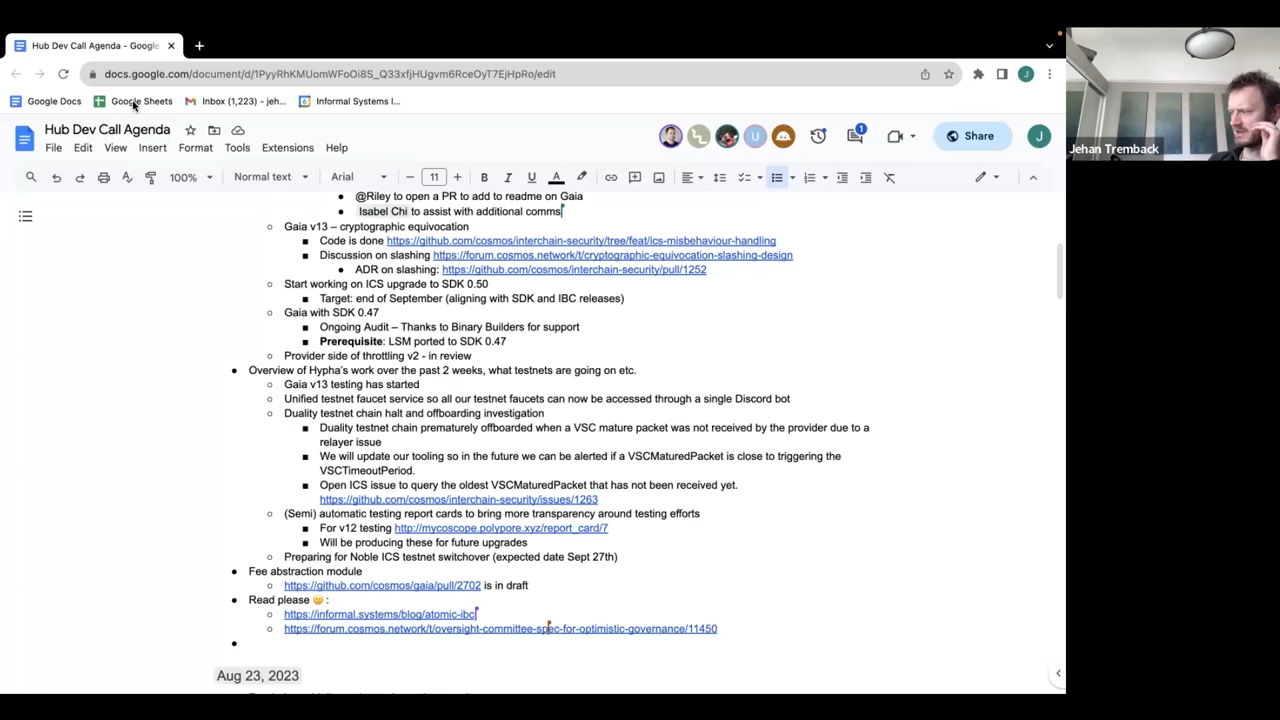 Hub Dev Call Agenda - Google
docs.google.com/document/d/1PyyRhKMUomWFoOi8S_Q33xfjHUgvm6RceOyT7EjHpRo/edit
J
Google Docs
Google Sheets
Inbox (1,223) - jeh...
Informal Systems I...
Jehan Tremback
Hub Dev Call Agenda
U
1
Share
J
File Edit View Insert Format Tools Extensions Help
100% Normal text Arial 11 B I U A
@Riley to open a PR to add to readme on Gaia
Isabel Chi to assist with additional comms
Gaia v13 – cryptographic equivocation
Code is done https://github.com/cosmos/interchain-security/tree/feat/ics-misbehaviour-handling
Discussion on slashing https://forum.cosmos.network/t/cryptographic-equivocation-slashing-design
ADR on slashing: https://github.com/cosmos/interchain-security/pull/1252
Start working on ICS upgrade to SDK 0.50
Target: end of September (aligning with SDK and IBC releases)
Gaia with SDK 0.47
Ongoing Audit – Thanks to Binary Builders for support
Prerequisite: LSM ported to SDK 0.47
Provider side of throttling v2 - in review
Overview of Hypha's work over the past 2 weeks, what testnets are going on etc.
Gaia v13 testing has started
Unified testnet faucet service so all our testnet faucets can now be accessed through a single Discord bot
Duality testnet chain halt and offboarding investigation
Duality testnet chain prematurely offboarded when a VSC mature packet was not received by the provider due to a
relayer issue
We will update our tooling so in the future we can be alerted if a VSCMaturedPacket is close to triggering the
VSCTimeoutPeriod.
Open ICS issue to query the oldest VSCMaturedPacket that has not been received yet.
https://github.com/cosmos/interchain-security/issues/1263
(Semi) automatic testing report cards to bring more transparency around testing efforts
For v12 testing http://mycoscope.polypore.xyz/report_card/7
Will be producing these for future upgrades
Preparing for Noble ICS testnet switchover (expected date Sept 27th)
Fee abstraction module
https://github.com/cosmos/gaia/pull/2702 is in draft
Read please 😊 :
https://informal.systems/blog/atomic-ibc
https://forum.cosmos.network/t/oversight-committee-spec-for-optimistic-governance/11450
Aug 23, 2023